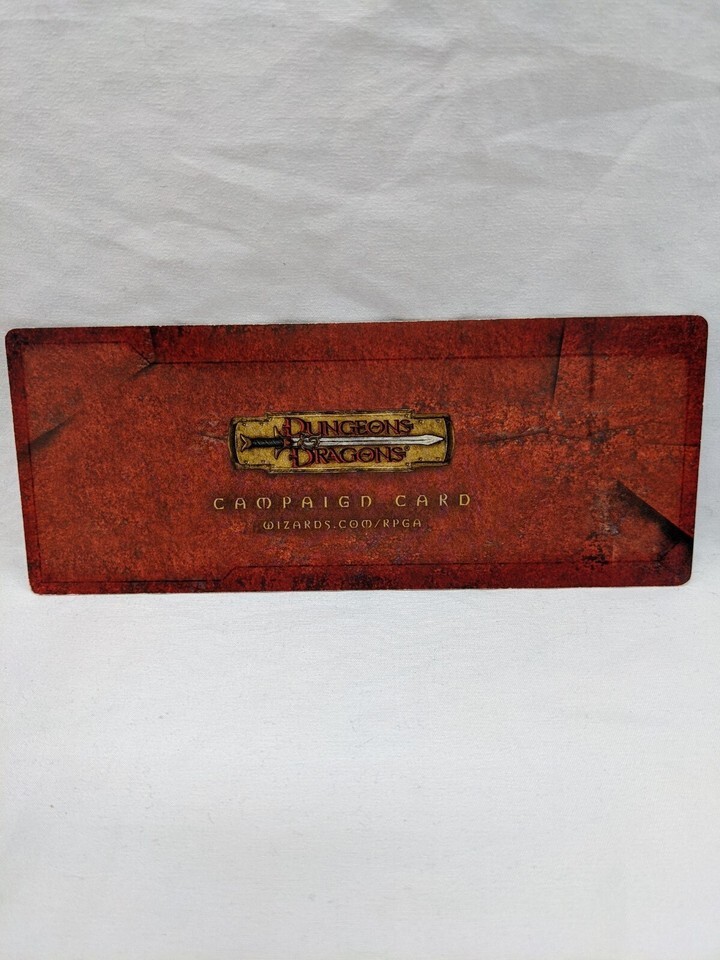 DUNGEONS
&
DRAGONS
CAMPAIGN CARD
WIZARDS.COM/RPGA